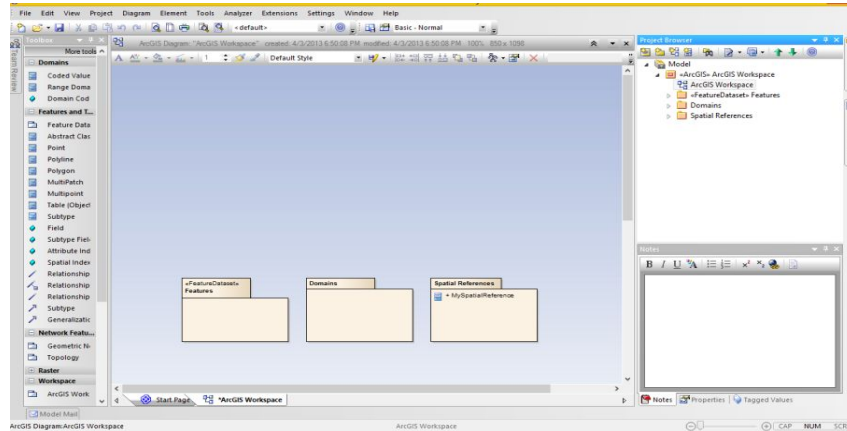 File Edit View Project Diagram Element Tools Analyzer Extensions Settings Window Help
<default> Basic - Normal
Toolbox
More tools
Domains
Coded Value
Range Doma
Domain Cod
Features and T...
Feature Data
Abstract Clas
Point
Polyline
Polygon
MultiPatch
Multipoint
Table (Object
Subtype
Field
Subtype Fiel
Attribute Ind
Spatial Index
Relationship
Relationship
Relationship
Subtype
Generalizatic
Network Featu...
Geometric N
Topology
Raster
Workspace
ArcGIS Work
ArcGIS Diagram: "ArcGIS Workspace" created: 4/3/2013 6:50:08 PM modified: 4/3/2013 6:50:08 PM 100% 850 x 1098
1 Default Style
«FeatureDataset»
Features
Domains
Spatial References
+ MySpatialReference
Start Page *ArcGIS Workspace
Project Browser
Model
«ArcGIS» ArcGIS Workspace
ArcGIS Workspace
«FeatureDataset» Features
Domains
Spatial References
Notes
B I U A
Notes Properties Tagged Values
Model Mail
ArcGIS Diagram:ArcGIS Workspace ArcGIS Workspace CAP NUM SCR